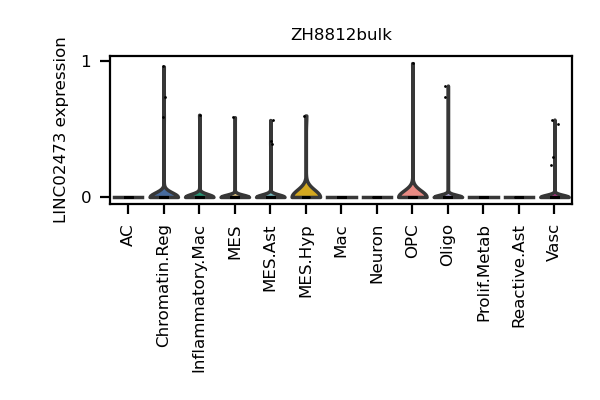 ZH8812bulk
LINC02473 expression
1
0
AC
Chromatin.Reg
Inflammatory.Mac
MES
MES.Ast
MES.Hyp
Mac
Neuron
OPC
Oligo
Prolif.Metab
Reactive.Ast
Vasc